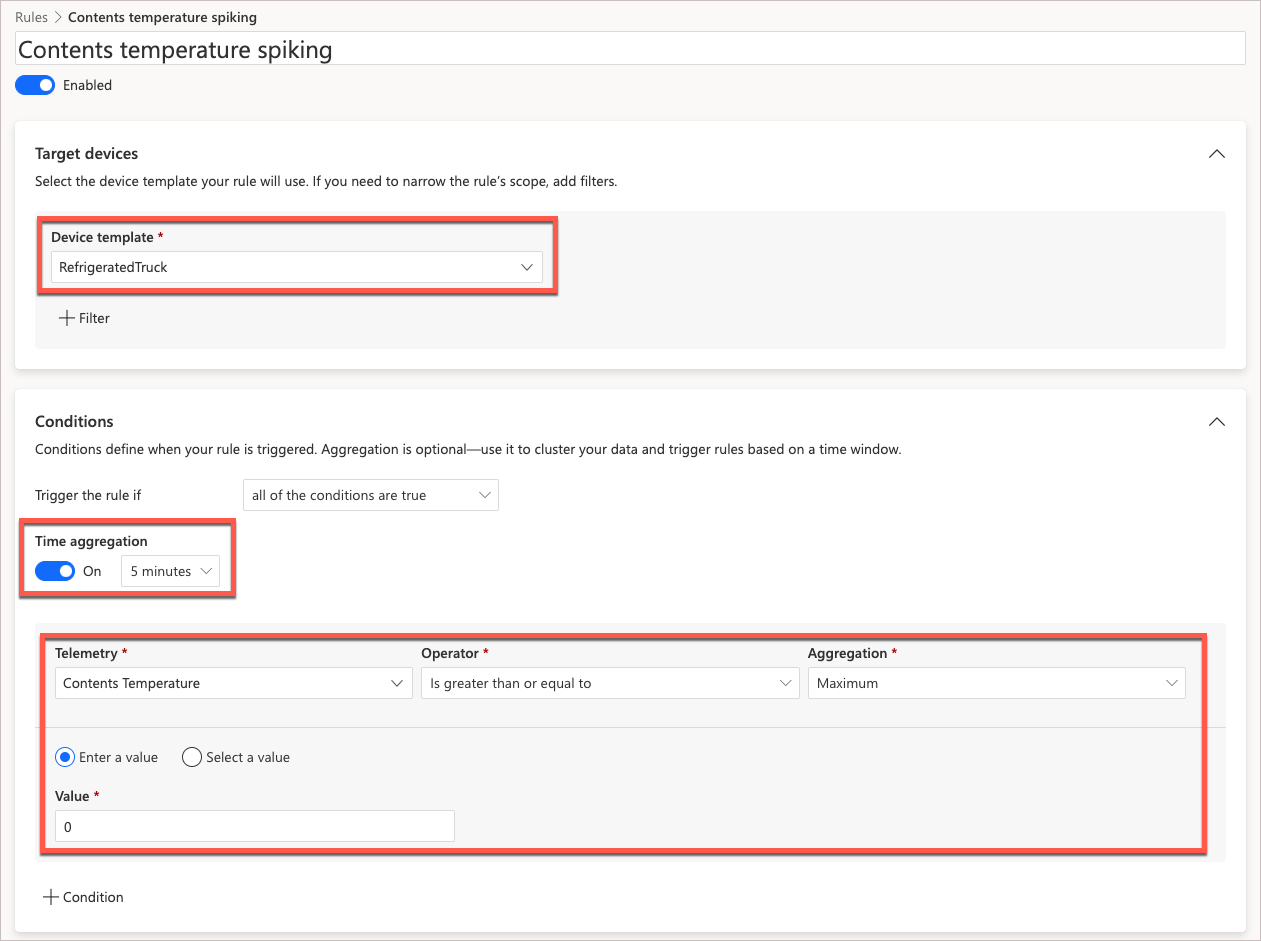 Rules > Contents temperature spiking
Contents temperature spiking
Enabled
Target devices
Select the device template your rule will use. If you need to narrow the rule’s scope, add filters.
Device template *
RefrigeratedTruck
+ Filter
Conditions
Conditions define when your rule is triggered. Aggregation is optional—use it to cluster your data and trigger rules based on a time window.
Trigger the rule if all of the conditions are true
Time aggregation
On 5 minutes
Telemetry * Operator * Aggregation *
Contents Temperature Is greater than or equal to Maximum
Enter a value Select a value
Value *
0
+ Condition